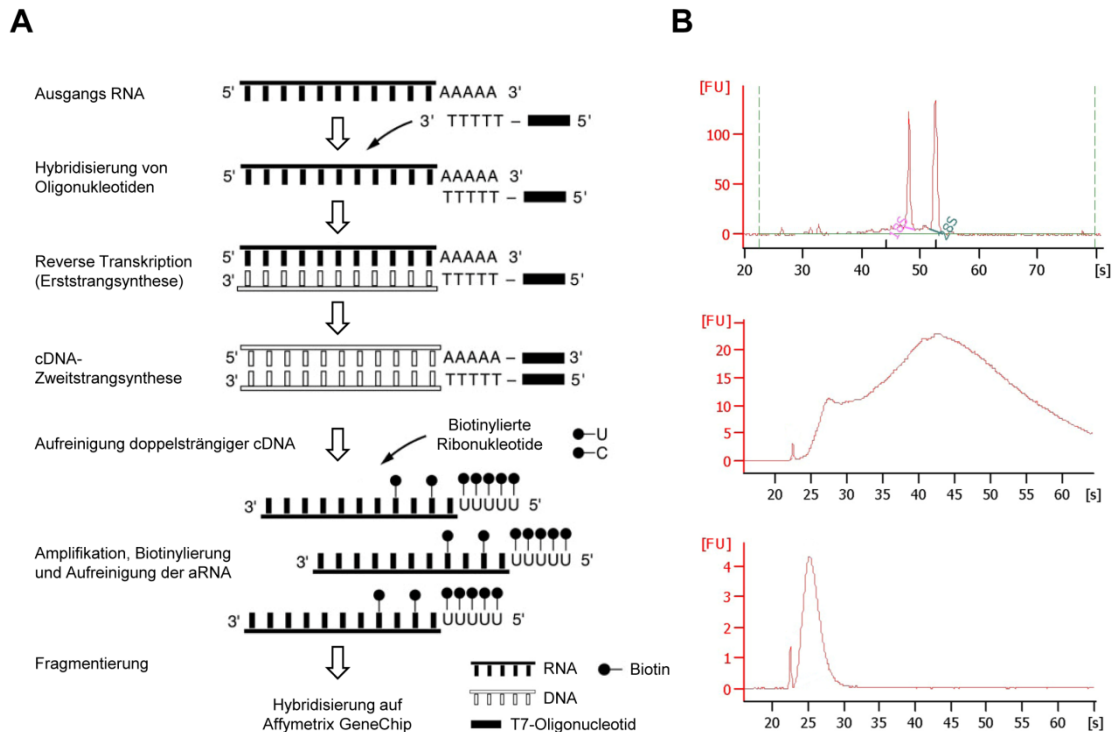 A
Ausgangs RNA
5' AAAAA 3'
3' TTTTT – 5'
Hybridisierung von
Oligonukleotiden
5' AAAAA 3'
TTTTT – 5'
Reverse Transkription
(Erststrangsynthese)
5' AAAAA 3'
3' TTTTT – 5'
cDNA-
Zweitstrangsynthese
5' AAAAA – 3'
3' TTTTT – 5'
Aufreinigung doppelsträngiger cDNA
Biotinylierte
Ribonukleotide
U
C
3' UUUUU 5'
Amplifikation, Biotinylierung
und Aufreinigung der aRNA
3' UUUUU 5'
3' UUUUU 5'
Fragmentierung
Hybridisierung auf
Affymetrix GeneChip
RNA
Biotin
DNA
T7-Oligonucleotid
B
[FU]
100
50
0
18S
28S
20 30 40 50 60 70 [s]
[FU]
25
20
15
10
5
0
20 25 30 35 40 45 50 55 60 [s]
[FU]
4
3
2
1
0
20 25 30 35 40 45 50 55 60 [s]